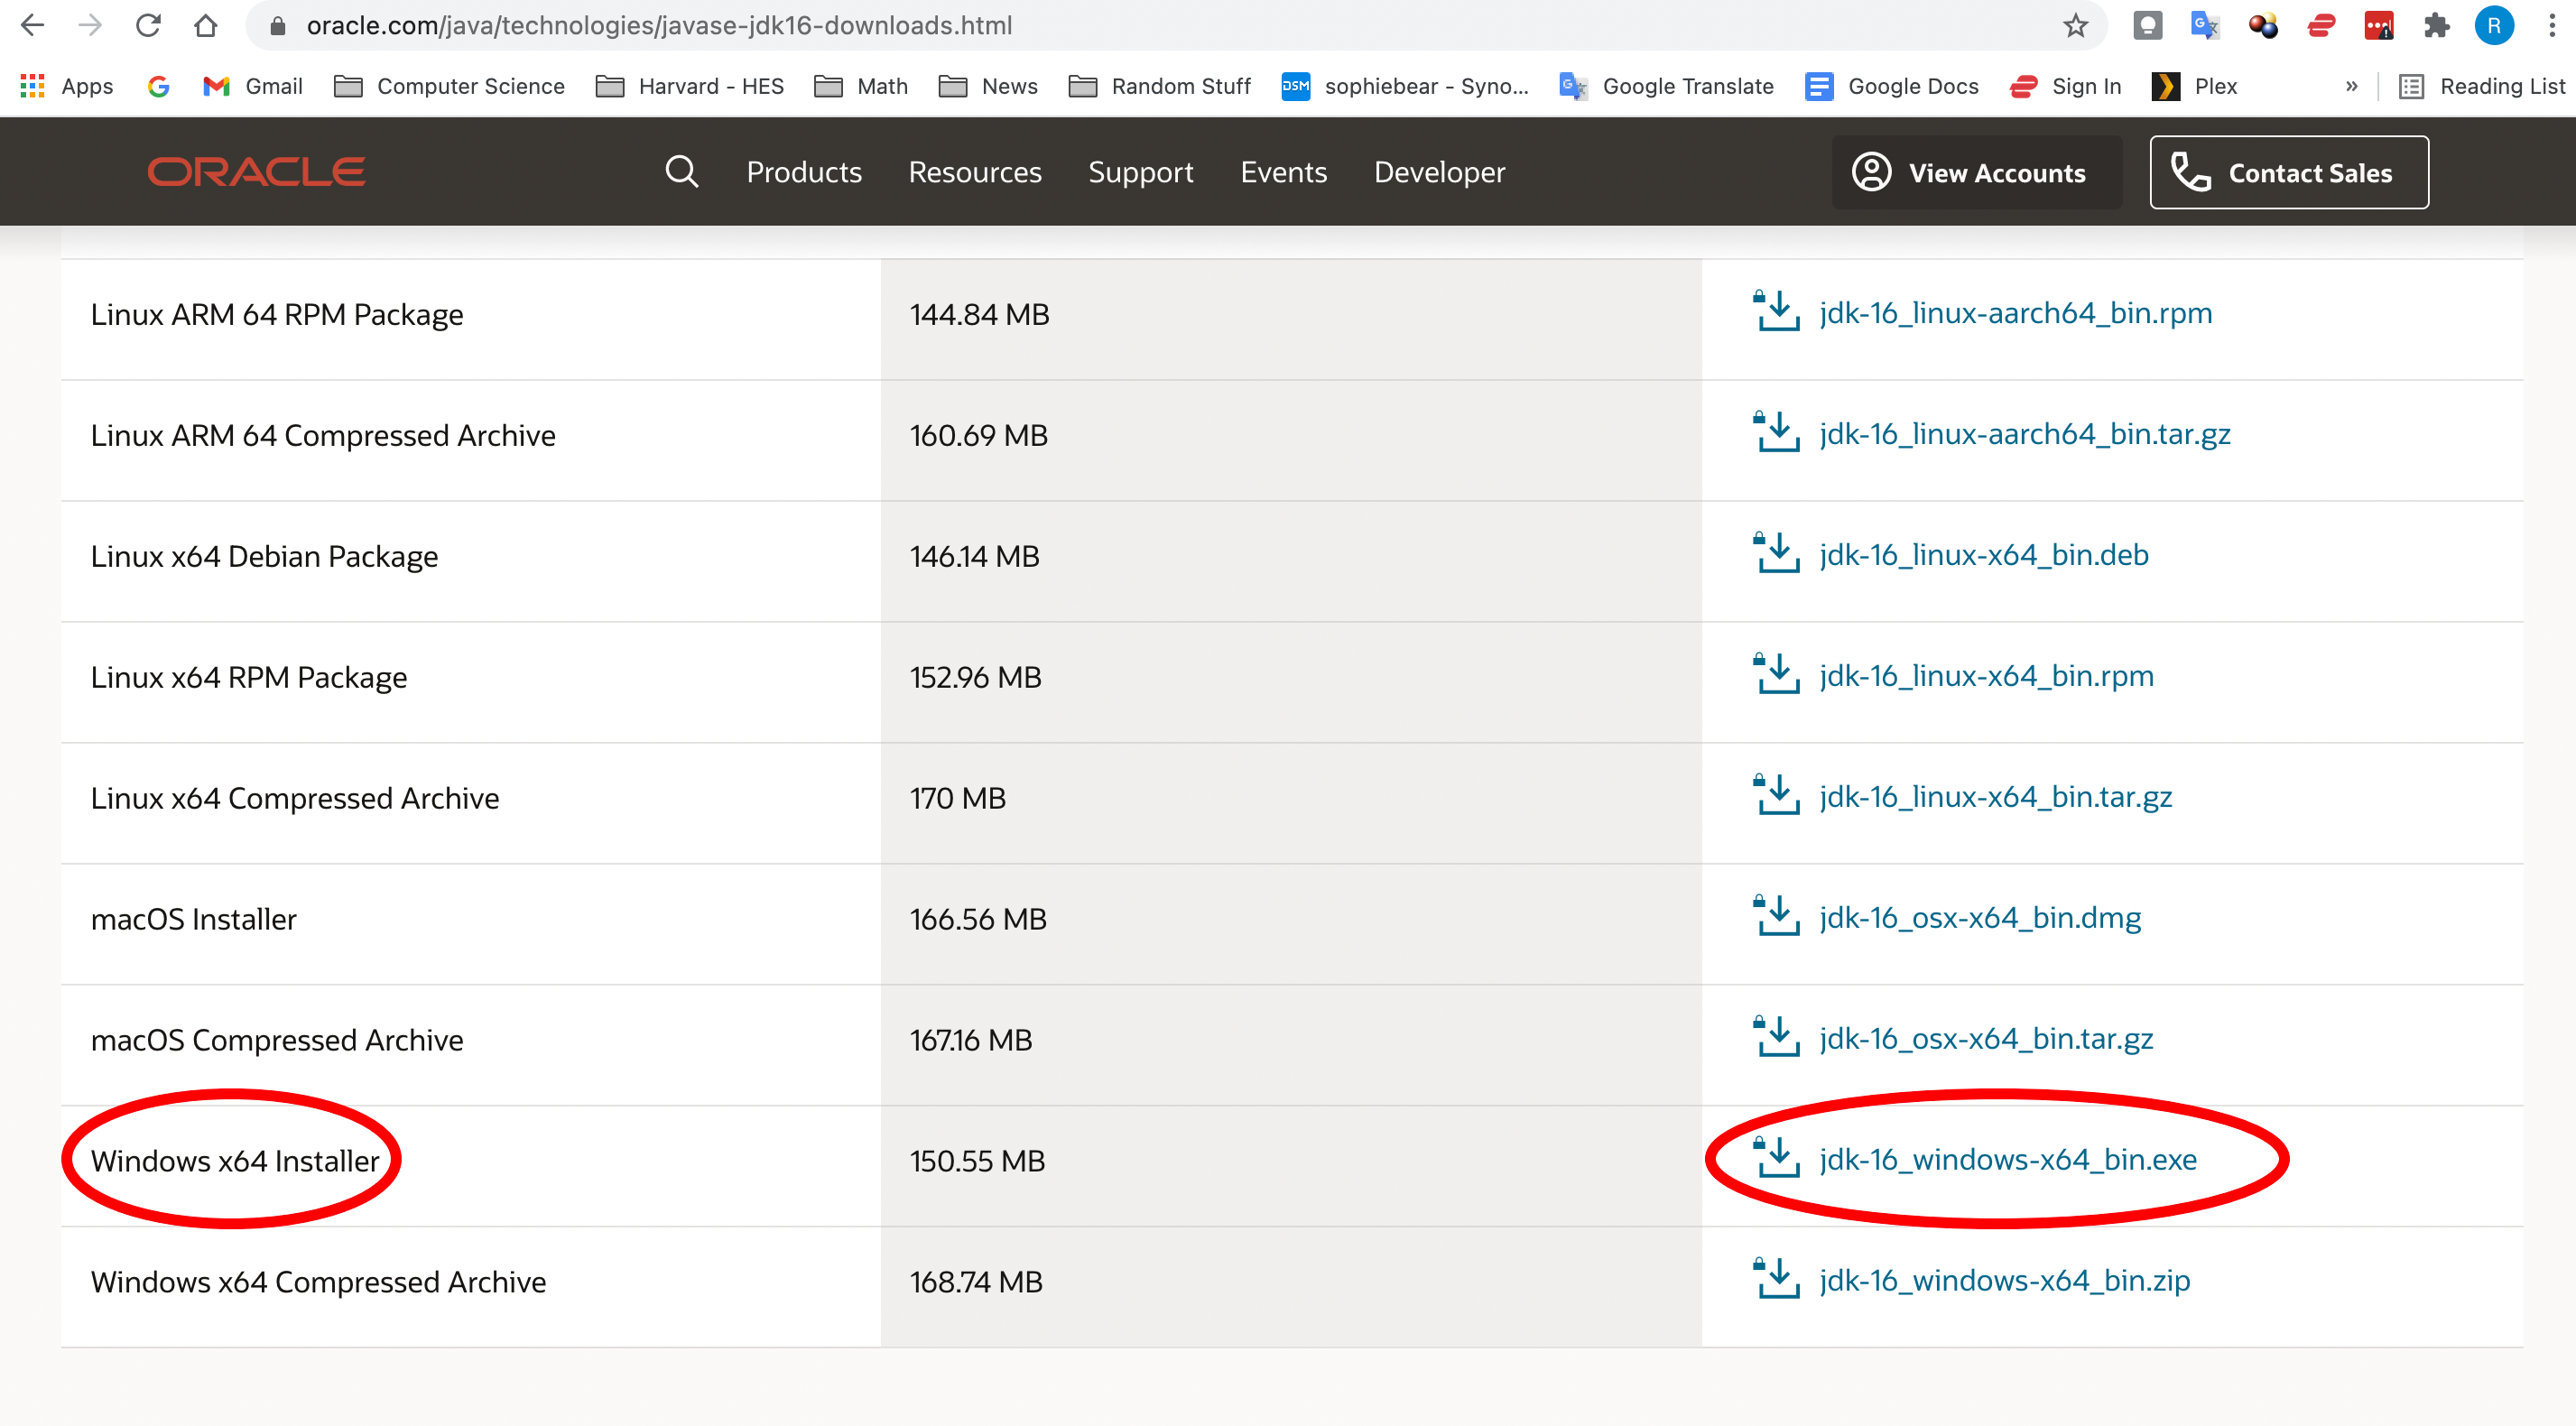 oracle.com/java/technologies/javase-jdk16-downloads.html
R
Apps Gmail Computer Science Harvard - HES Math News Random Stuff DSM sophiebear - Syno... Google Translate Google Docs Sign In Plex » Reading List
ORACLE Products Resources Support Events Developer View Accounts Contact Sales
Linux ARM 64 RPM Package 144.84 MB jdk-16_linux-aarch64_bin.rpm
Linux ARM 64 Compressed Archive 160.69 MB jdk-16_linux-aarch64_bin.tar.gz
Linux x64 Debian Package 146.14 MB jdk-16_linux-x64_bin.deb
Linux x64 RPM Package 152.96 MB jdk-16_linux-x64_bin.rpm
Linux x64 Compressed Archive 170 MB jdk-16_linux-x64_bin.tar.gz
macOS Installer 166.56 MB jdk-16_osx-x64_bin.dmg
macOS Compressed Archive 167.16 MB jdk-16_osx-x64_bin.tar.gz
Windows x64 Installer 150.55 MB jdk-16_windows-x64_bin.exe
Windows x64 Compressed Archive 168.74 MB jdk-16_windows-x64_bin.zip